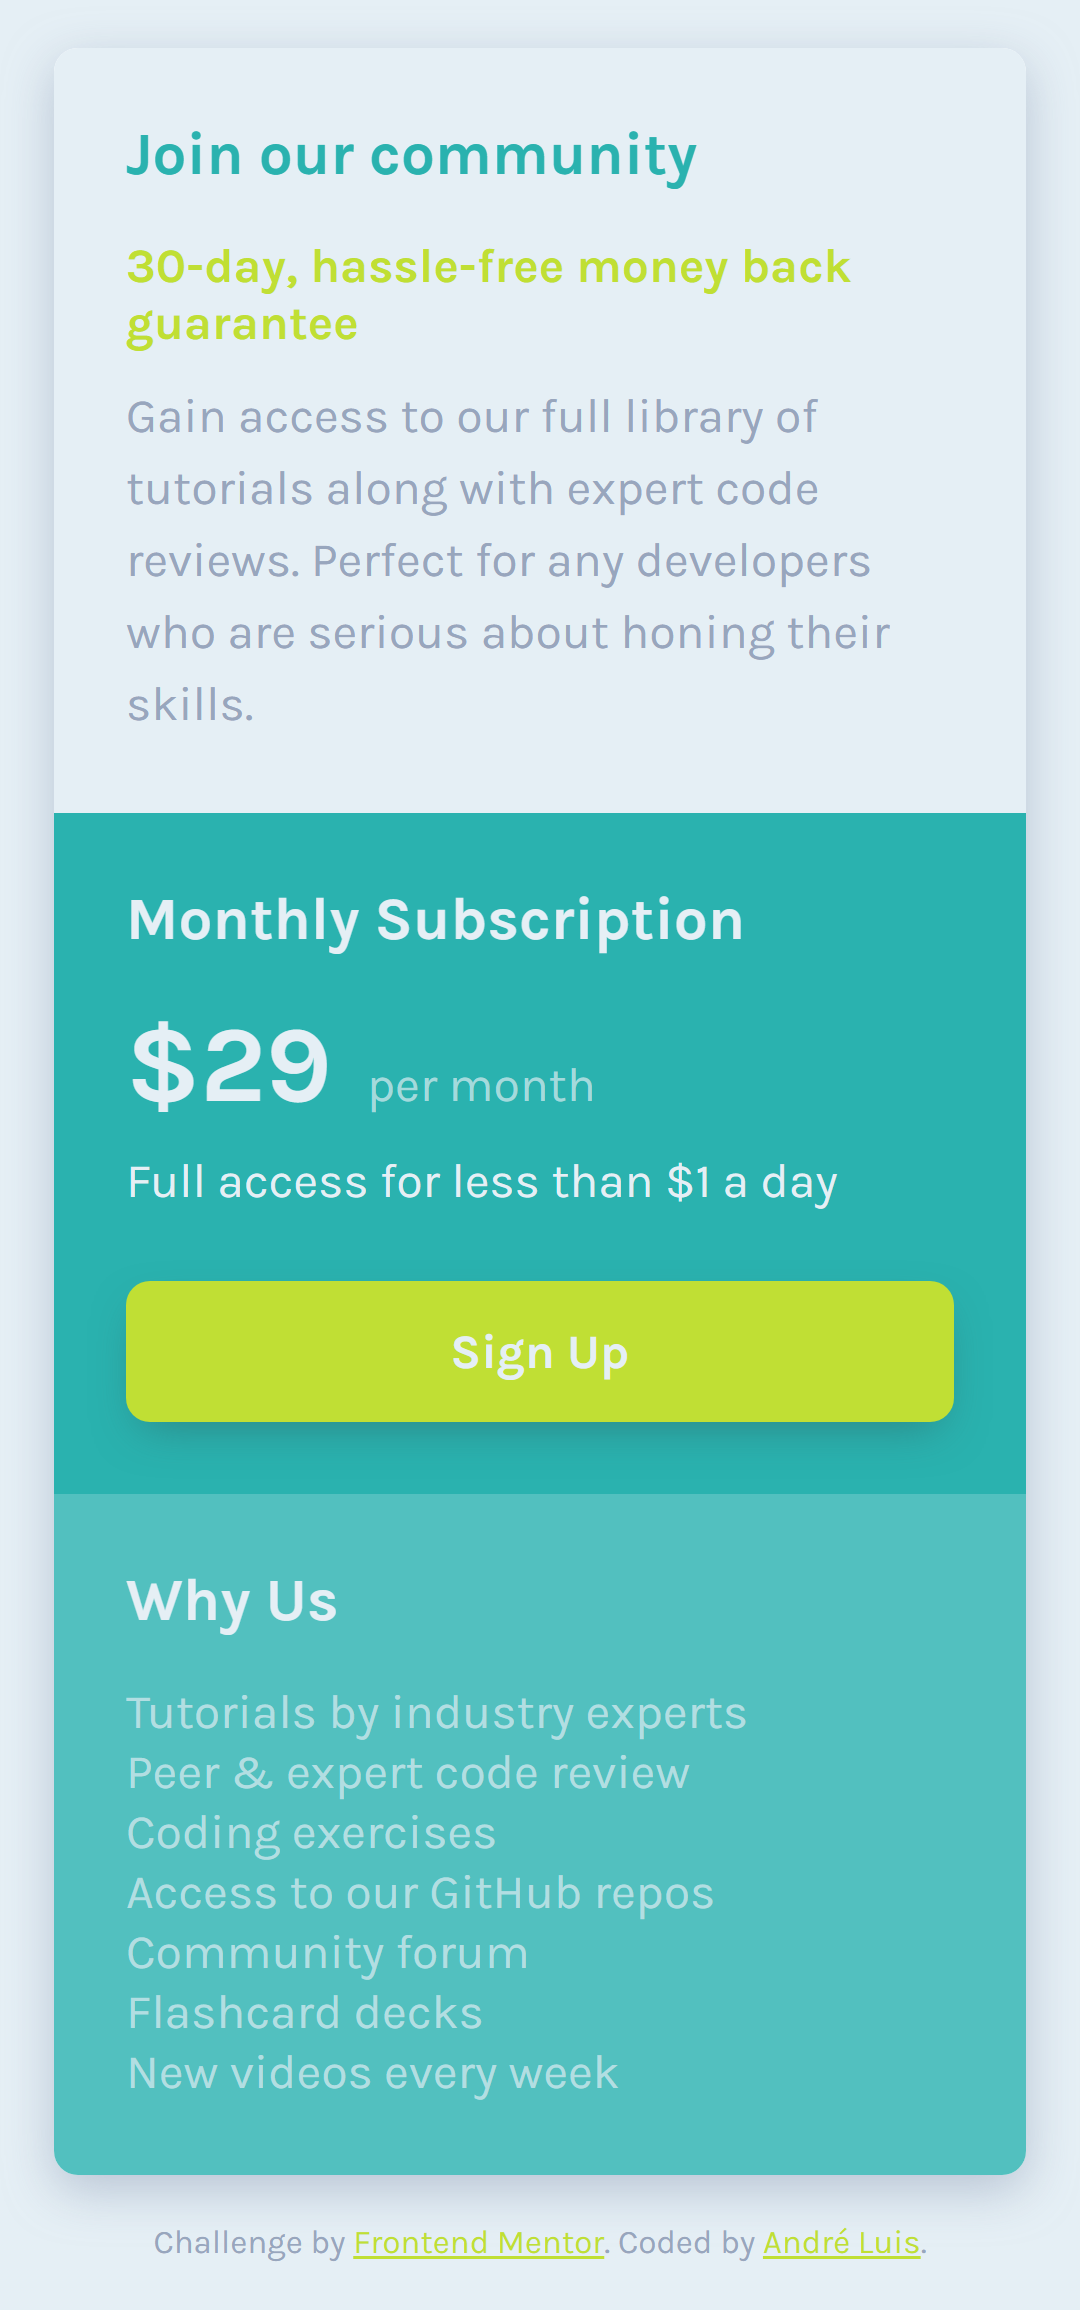 Join our community
30-day, hassle-free money back
guarantee
Gain access to our full library of
tutorials along with expert code
reviews. Perfect for any developers
who are serious about honing their
skills.
Monthly Subscription
$29 per month
Full access for less than $1 a day
Sign Up
Why Us
Tutorials by industry experts
Peer & expert code review
Coding exercises
Access to our GitHub repos
Community forum
Flashcard decks
New videos every week
Challenge by Frontend Mentor. Coded by André Luis.